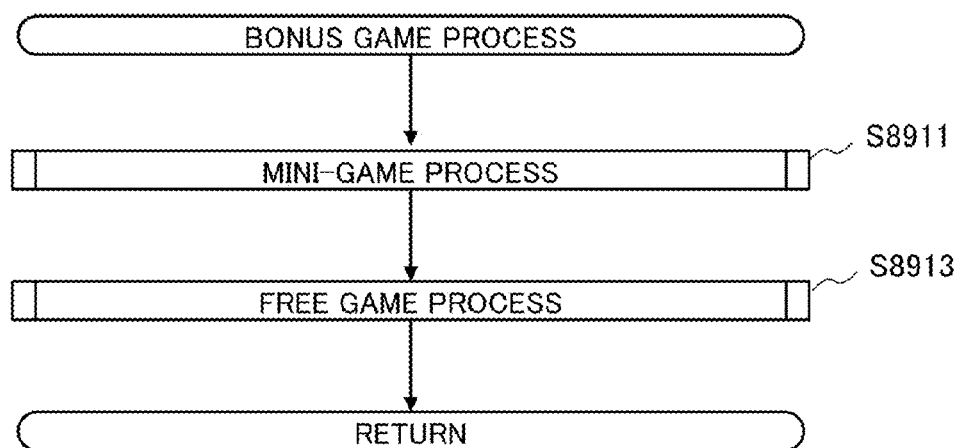 BONUS GAME PROCESS
S8911
MINI-GAME PROCESS
S8913
FREE GAME PROCESS
RETURN